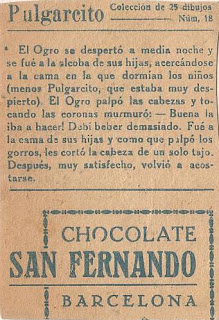 Pulgarcito
Colección de 25 dibujos
Núm. 18
* El Ogro se despertó a media noche y
se fué a la alcoba de sus hijas, acercándose
a la cama en que dormían los niños
(menos Pulgarcito, que estaba muy des-
pierto). El Ogro palpó las cabezas y to-
cando las coronas murmuró: — Buena la
iba a hacer! Debí beber demasiado. Fué a
la cama de sus hijas y como que palpó los
gorros, les cortó la cabeza de un solo tajo.
Después, muy satisfecho, volvió a acos-
tarse.
CHOCOLATE
SAN FERNANDO
BARCELONA